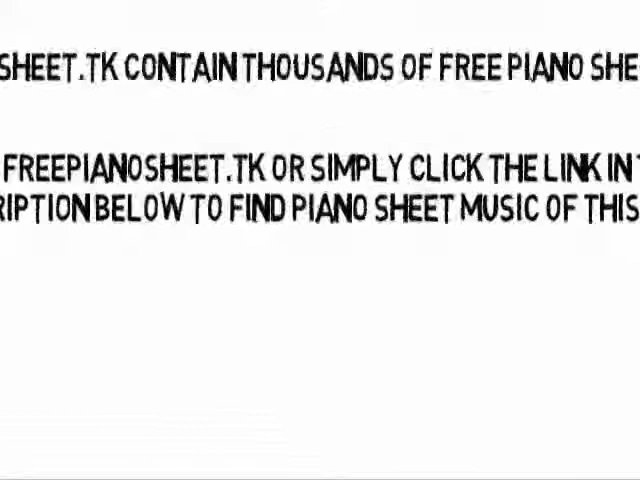 SHEET.TK CONTAIN THOUSANDS OF FREE PIANO SHE
FREEPIANOSHEET.TK OR SIMPLY CLICK THE LINK IN
RIPTION BELOW TO FIND PIANO SHEET MUSIC OF THIS